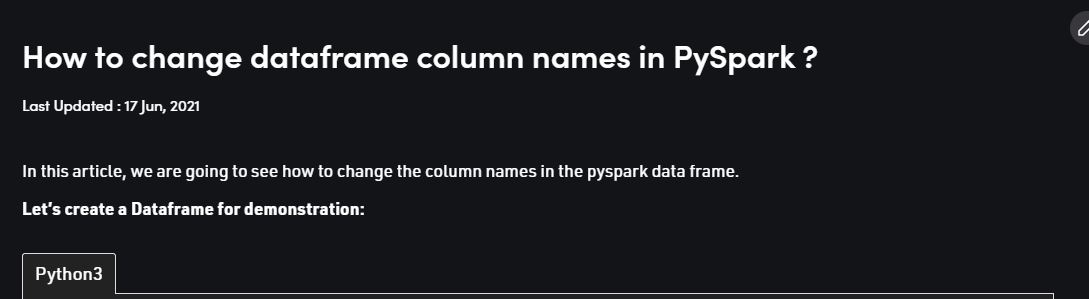 How to change dataframe column names in PySpark ?
Last Updated : 17 Jun, 2021
In this article, we are going to see how to change the column names in the pyspark data frame.
Let’s create a Dataframe for demonstration:
Python3